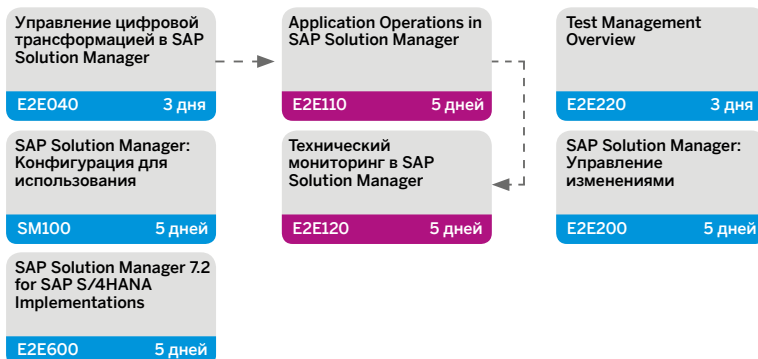 Управление цифровой
трансформацией в SAP
Solution Manager
E2E040 3 дня
Application Operations in
SAP Solution Manager
E2E110 5 дней
Test Management
Overview
E2E220 3 дня
SAP Solution Manager:
Конфигурация для
использования
SM100 5 дней
Технический
мониторинг в SAP
Solution Manager
E2E120 5 дней
SAP Solution Manager:
Управление
изменениями
E2E200 5 дней
SAP Solution Manager 7.2
for SAP S/4HANA
Implementations
E2E600 5 дней